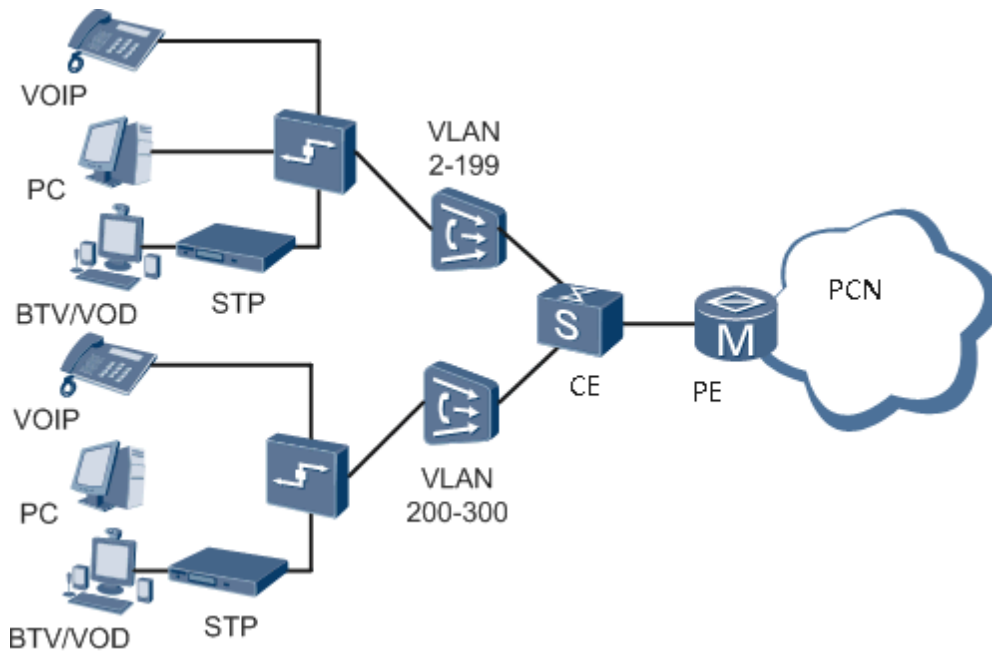 VOIP
PC
BTV/VOD
STP
VLAN
2-199
S
CE
M
PE
PCN
VOIP
PC
BTV/VOD
STP
VLAN
200-300